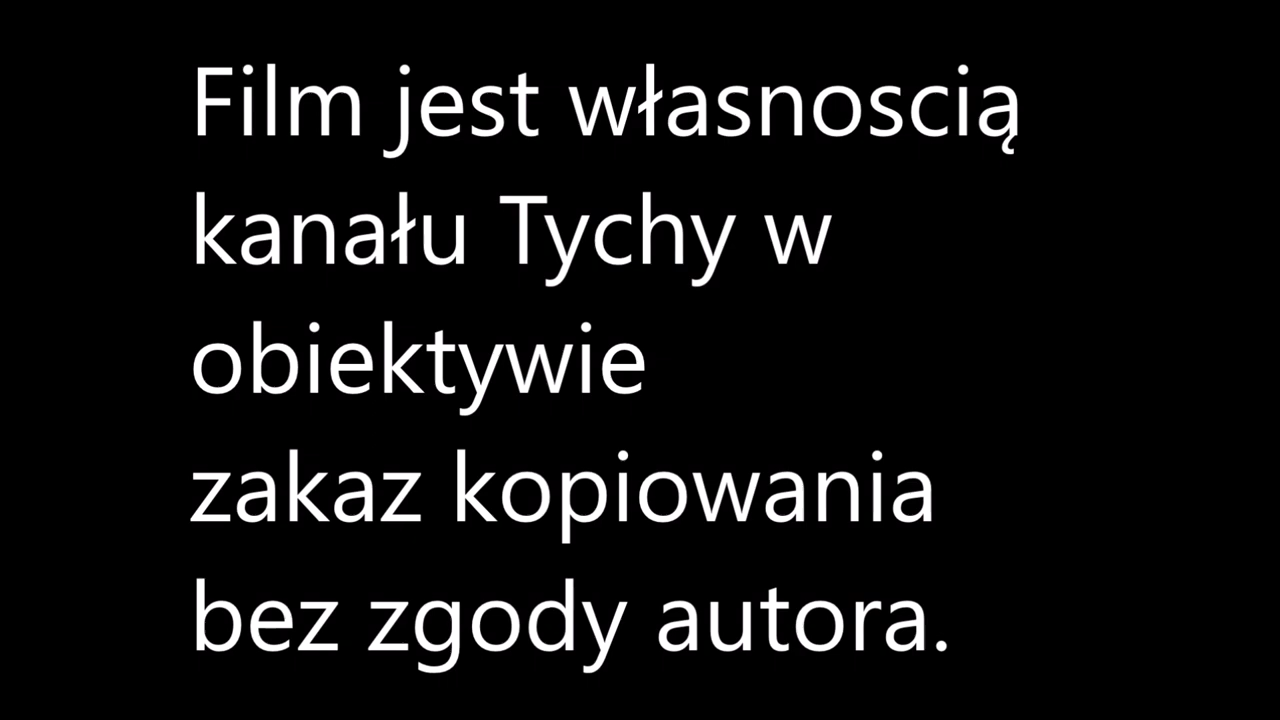 Film jest własnoscią
kanału Tychy w
obiektywie
zakaz kopiowania
bez zgody autora.